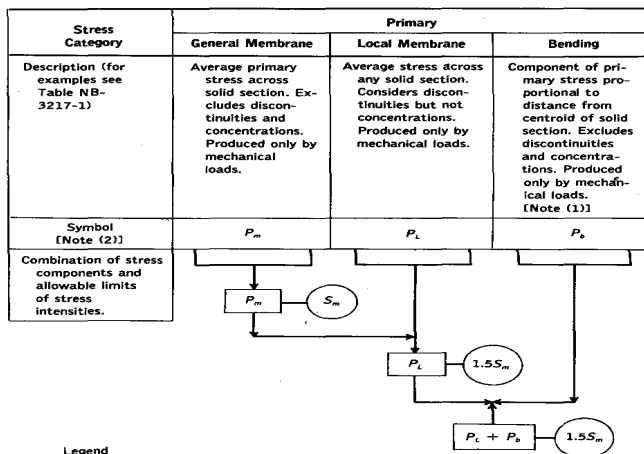 Stress
Category
Primary
General Membrane
Local Membrane
Bending
Description (for
examples see
Table NB-
3217-1)
Average primary
stress across
solid section. Ex-
cludes discon-
tinuities and
concentrations.
Produced only by
mechanical
loads.
Average stress across
any solid section.
Considers discon-
tinuities but not
concentrations.
Produced only by
mechanical loads.
Component of pri-
mary stress pro-
portional to
distance from
centroid of solid
section. Excludes
discontinuities
and concentra-
tions. Produced
only by mechan-
ical loads.
[Note (1)]
Symbol
[Note (2)]
Pm
PL
Pb
Combination of stress
components and
allowable limits
of stress
intensities.
Pm
Sm
PL
1.5Sm
PL + Pb
1.5Sm
Legend